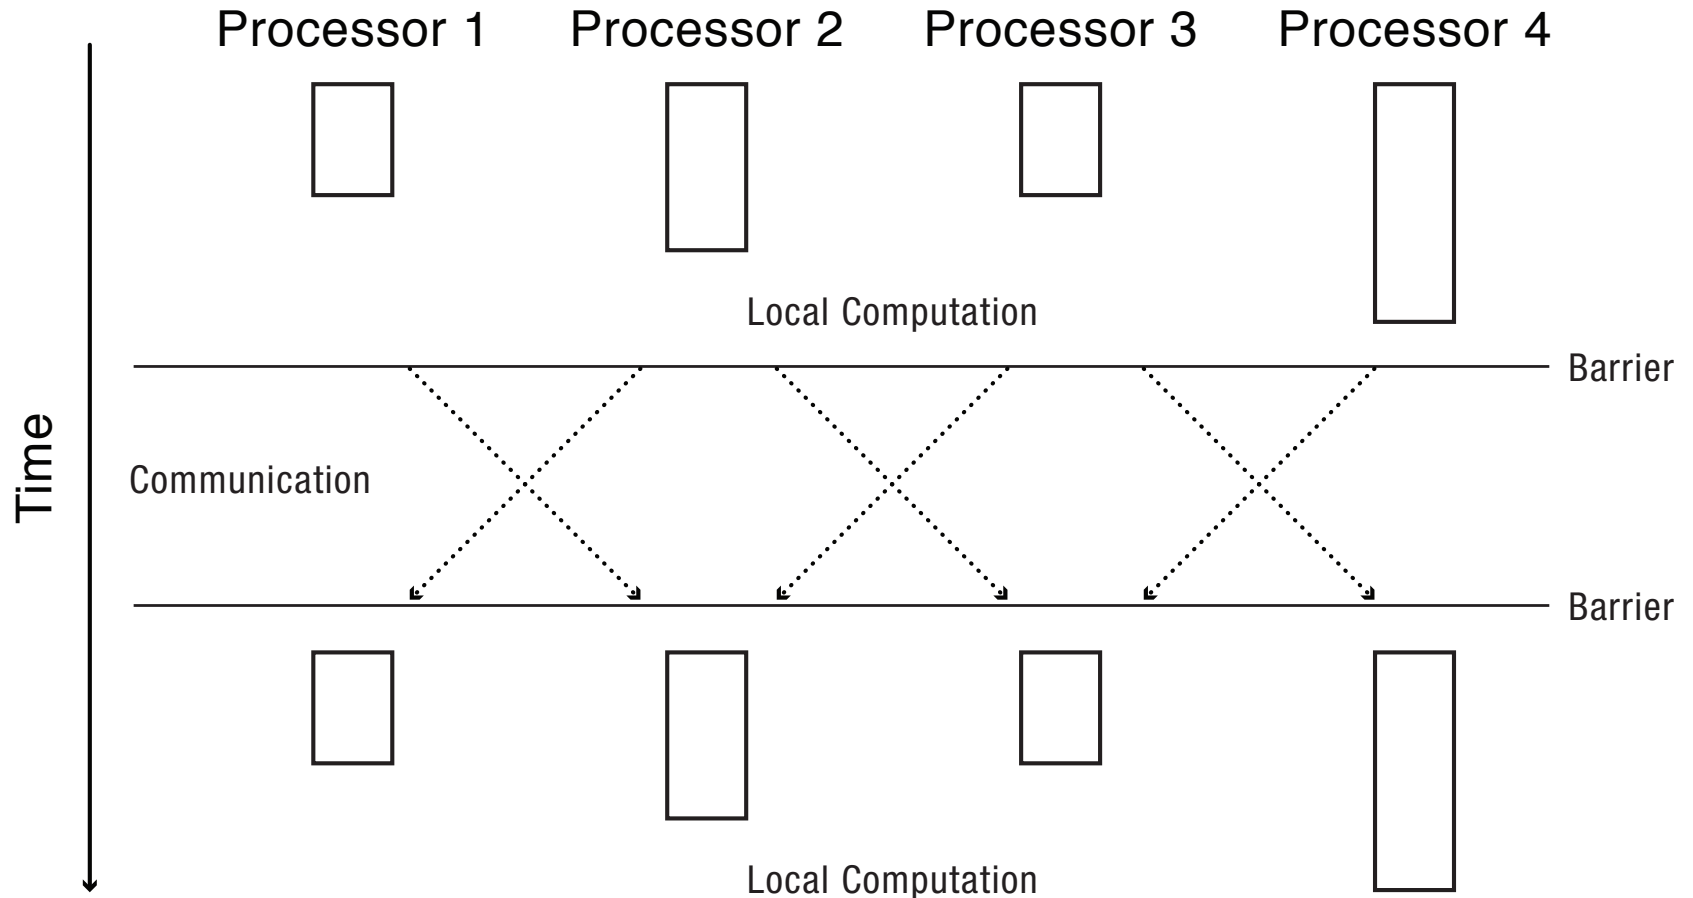 Processor 1
Processor 2
Processor 3
Processor 4
Local Computation
Barrier
Time
Communication
Barrier
Local Computation